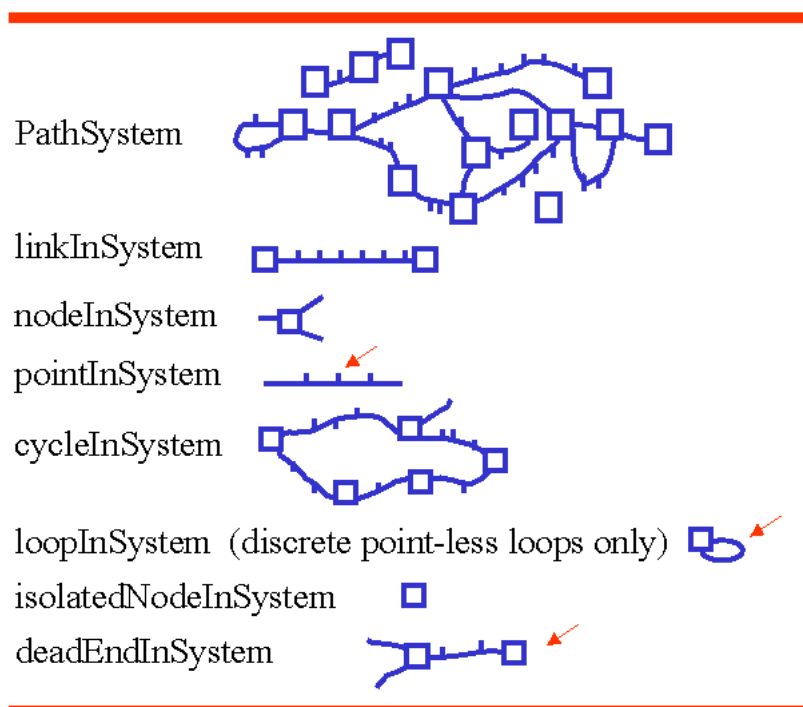 PathSystem
linkInSystem
nodeInSystem
pointInSystem
cycleInSystem
loopInSystem (discrete point-less loops only)
isolatedNodeInSystem
deadEndInSystem